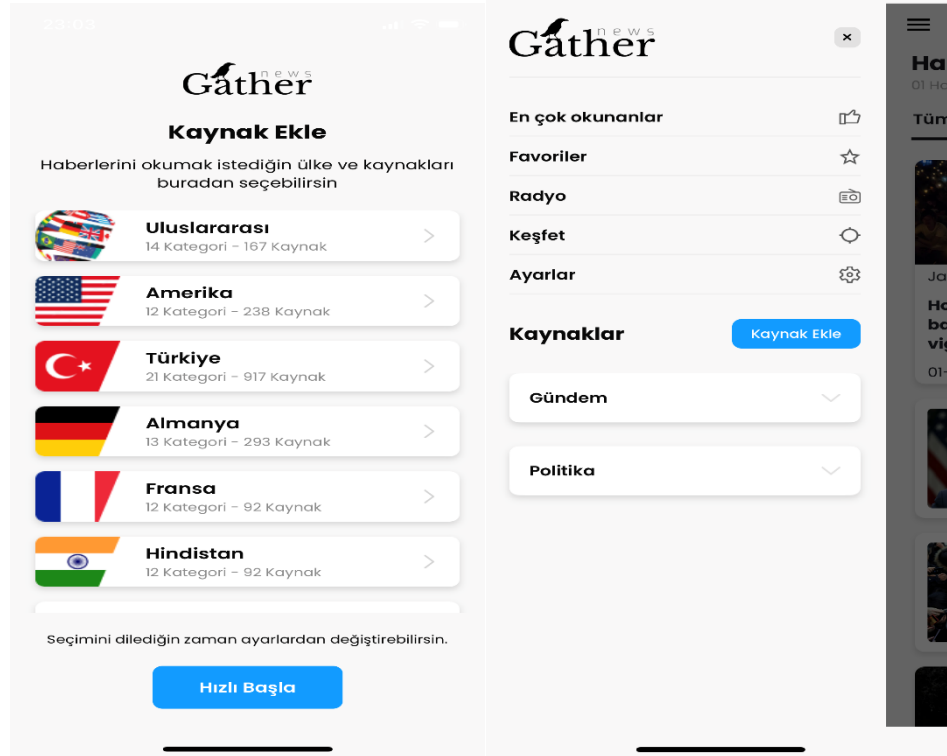 23:03
news
Gather
Kaynak Ekle
Haberlerini okumak istediğin ülke ve kaynakları
buradan seçebilirsin
Uluslararası
14 Kategori - 167 Kaynak
Amerika
12 Kategori - 238 Kaynak
Türkiye
21 Kategori - 917 Kaynak
Almanya
13 Kategori - 293 Kaynak
Fransa
12 Kategori - 92 Kaynak
Hindistan
12 Kategori - 92 Kaynak
Seçimini dilediğin zaman ayarlardan değiştirebilirsin.
Hızlı Başla
news
Gather
En çok okunanlar
Favoriler
Radyo
Keşfet
Ayarlar
Kaynaklar
Kaynak Ekle
Gündem
Politika